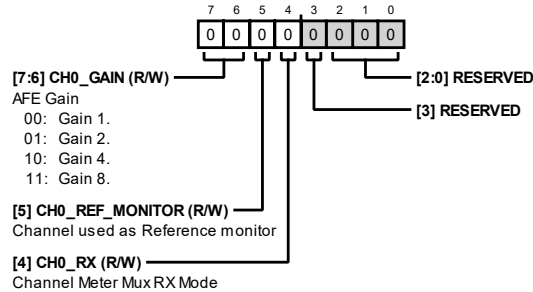 7 6 5 4 3 2 1 0
0 0 0 0 0 0 0 0
[7:6] CH0_GAIN (R/W)
AFE Gain
00: Gain 1.
01: Gain 2.
10: Gain 4.
11: Gain 8.
[5] CH0_REF_MONITOR (R/W)
Channel used as Reference monitor
[4] CH0_RX (R/W)
Channel Meter Mux RX Mode
[2:0] RESERVED
[3] RESERVED